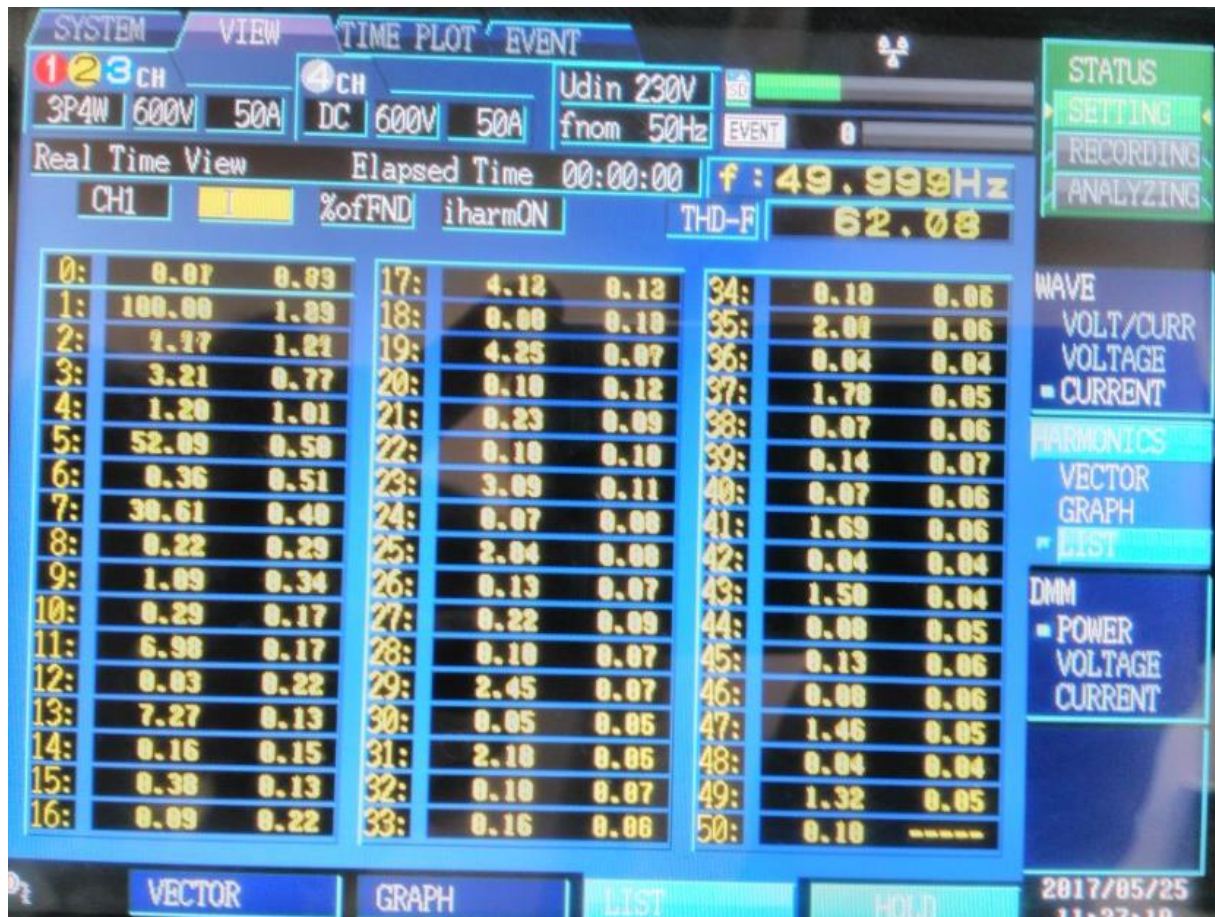 SYSTEM VIEW TIME PLOT EVENT
1 2 3 CH 4 CH Udin 230V SD
3P4W 600V 50A DC 600V 50A fnom 50Hz EVENT 0
Real Time View Elapsed Time 00:00:00 f: 49.999Hz
CH1 I %ofFND iharmON THD-F 62.08
0: 0.07 0.83 17: 4.12 0.12 34: 0.10 0.06
1: 100.00 1.89 18: 0.08 0.10 35: 2.08 0.06
2: 1.21 19: 4.25 0.07 36: 0.04 0.04
3: 3.21 0.77 20: 0.10 0.12 37: 1.78 0.05
4: 1.20 1.01 21: 0.23 0.09 38: 0.07 0.06
5: 52.09 0.50 22: 0.10 0.10 39: 0.14 0.07
6: 0.36 0.51 23: 3.09 0.11 40: 0.07 0.06
7: 30.61 0.40 24: 0.07 0.08 41: 1.69 0.06
8: 0.22 0.29 25: 2.04 0.08 42: 0.04 0.04
9: 1.09 0.34 26: 0.13 0.07 43: 1.50 0.04
10: 0.29 0.17 27: 0.22 0.09 44: 0.08 0.05
11: 6.98 0.17 28: 0.10 0.07 45: 0.13 0.06
12: 0.03 0.22 29: 2.45 0.07 46: 0.08 0.06
13: 7.27 0.13 30: 0.05 0.06 47: 1.46 0.05
14: 0.16 0.15 31: 2.10 0.06 48: 0.04 0.04
15: 0.38 0.13 32: 0.10 0.07 49: 1.32 0.05
16: 0.09 0.22 33: 0.16 0.06 50: 0.10 -----
STATUS
SETTING
RECORDING
ANALYZING
WAVE
VOLT/CURR
VOLTAGE
CURRENT
HARMONICS
VECTOR
GRAPH
LIST
DMM
POWER
VOLTAGE
CURRENT
VECTOR GRAPH LIST HOLD
2017/05/25